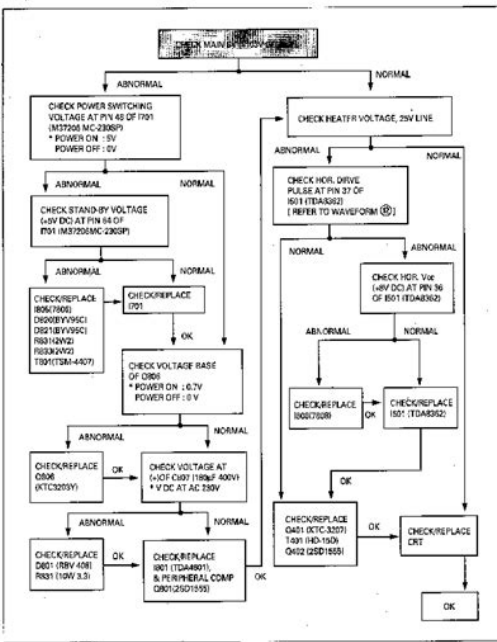 CHECK MAIN
ABNORMAL
NORMAL
CHECK POWER SWITCHING
VOLTAGE AT PIN 48 OF I701
(M37206 MC-230SP)
* POWER ON : 5V
POWER OFF : 0V
CHECK HEATER VOLTAGE, 25V LINE
ABNORMAL
NORMAL
ABNORMAL
NORMAL
CHECK HOR. DIRVE
PULSE AT PIN 37 OF
I501 (TDA8362)
[ REFER TO WAVEFORM ]
CHECK STAND-BY VOLTAGE
(+5V DC) AT PIN 64 OF
I701 (M37206MC-230SP)
NORMAL
ABNORMAL
ABNORMAL
NORMAL
CHECK HOR. Vcc
(+8V DC) AT PIN 36
OF I501 (TDA8362)
CHECK/REPLACE
I805(7805)
D820(BYV95C)
D821(BYV95C)
R831(2W2)
R833(2W2)
T801(TSM-4407)
CHECK/REPLACE
I701
OK
ABNORMAL
NORMAL
CHECK VOLTAGE BASE
OF Q806
* POWER ON : 0.7V
POWER OFF : 0 V
CHECK/REPLACE
(7808)
OK
CHECK/REPLACE
I501 (TDA8362)
ABNORMAL
NORMAL
CHECK/REPLACE
Q806
(KTC3203Y)
OK
CHECK VOLTAGE AT
(+)OF C807 (180µF 400V)
* V DC AT AC 230V
OK
ABNORMAL
NORMAL
CHECK/REPLACE
Q401 (KTC-3207)
T401 (HD-15D)
Q402 (2SD1555)
OK
CHECK/REPLACE
CRT
CHECK/REPLACE
D801 (RBV 406)
R831 (10W 3.3)
OK
CHECK/REPLACE
I801 (TDA4601),
& PERIPHERAL COMP
Q801(2SD1555)
OK
OK